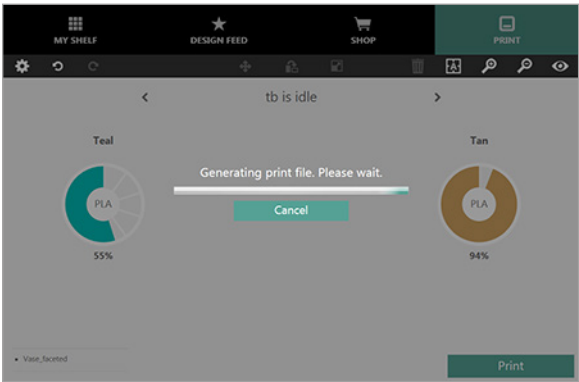 MY SHELF
DESIGN FEED
SHOP
PRINT
tb is idle
Teal
Tan
Generating print file. Please wait.
PLA
PLA
Cancel
55%
94%
Vase_faceted
Print